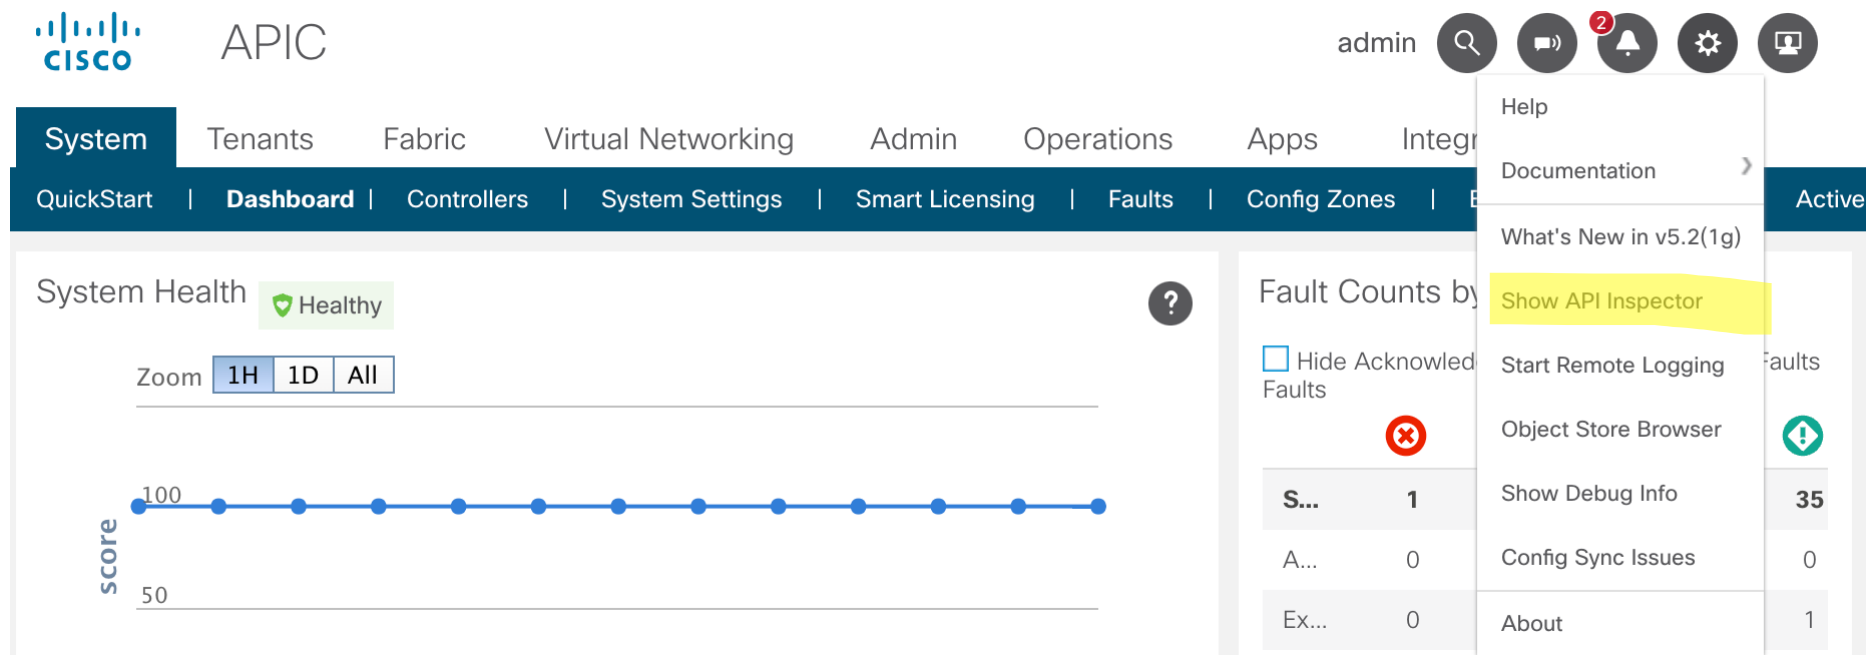 CISCO APIC admin 2
System Tenants Fabric Virtual Networking Admin Operations Apps Integr
QuickStart | Dashboard | Controllers | System Settings | Smart Licensing | Faults | Config Zones | E Active
Help
Documentation
What's New in v5.2(1g)
Show API Inspector
Start Remote Logging
Object Store Browser
Show Debug Info
Config Sync Issues
About
System Health Healthy ?
Zoom 1H 1D All
100
score
50
Fault Counts by
Hide Acknowled Faults
Faults
S... 1 35
A... 0 0
Ex... 0 1